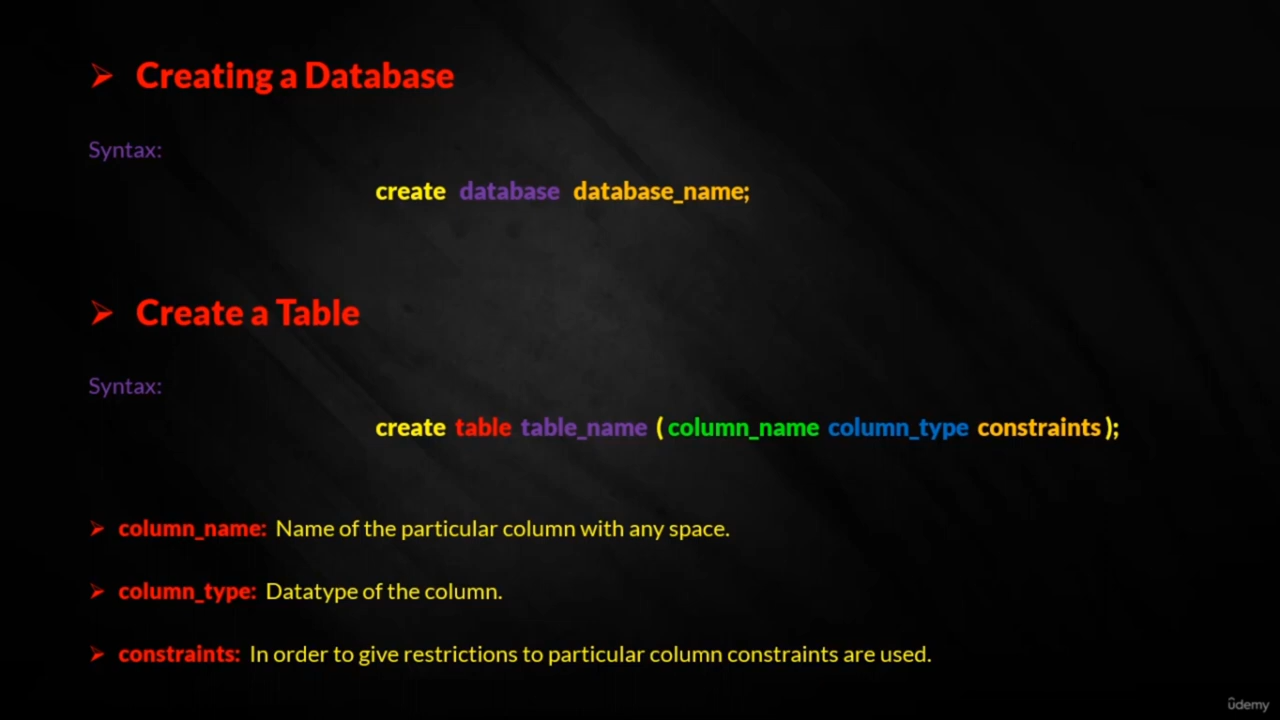 ➢ Creating a Database
Syntax:
create database database_name;
➢ Create a Table
Syntax:
create table table_name (column_name column_type constraints);
➢ column_name: Name of the particular column with any space.
➢ column_type: Datatype of the column.
➢ constraints: In order to give restrictions to particular column constraints are used.
ûdemy